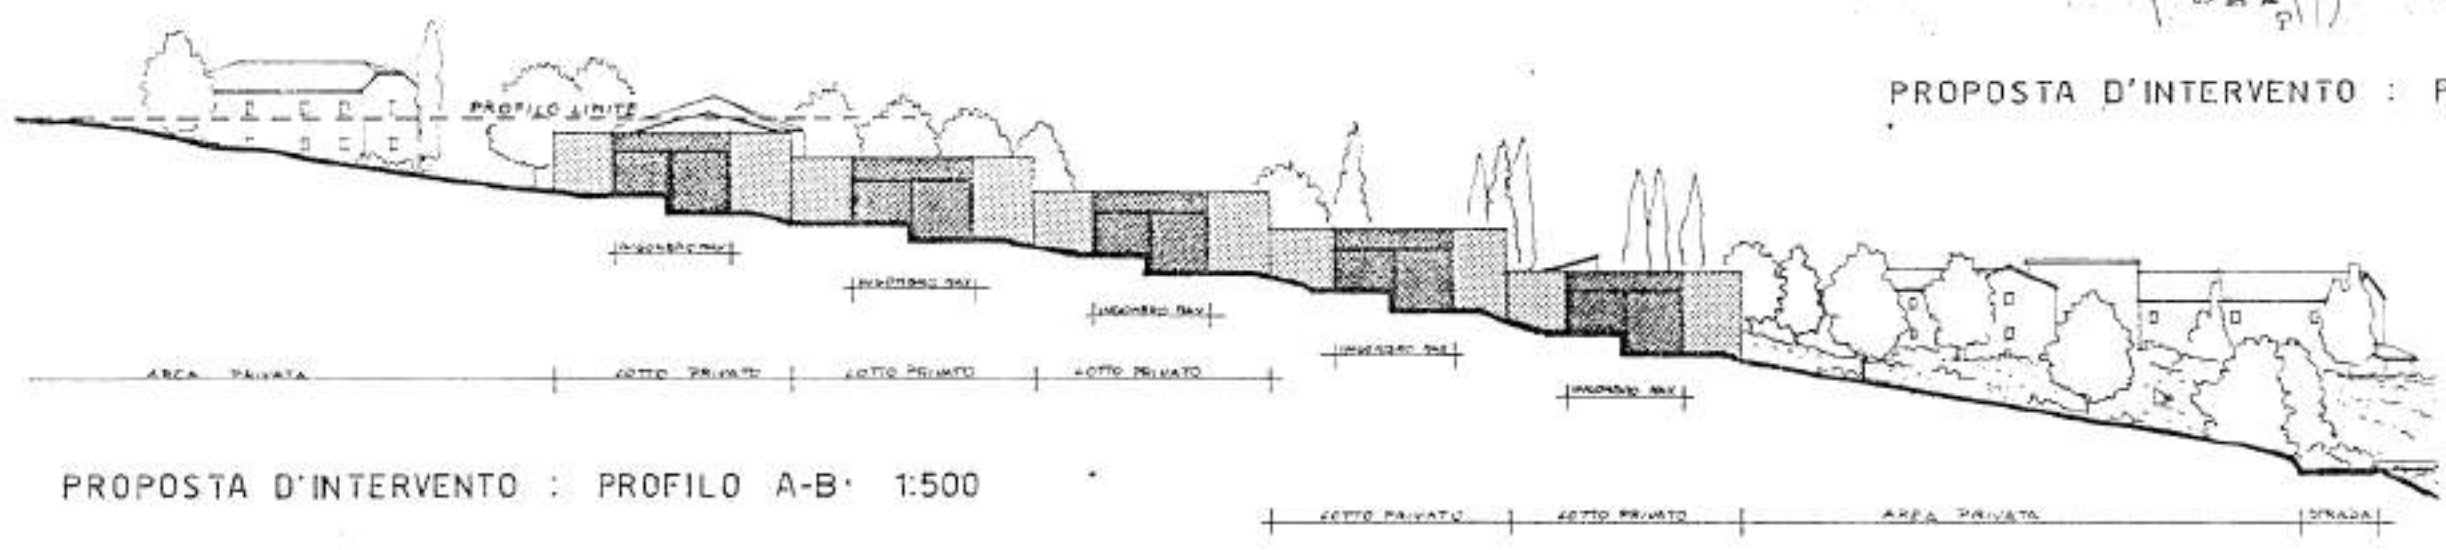 PROPOSTA D'INTERVENTO : P
PROFILO LIMITE
INGOMBRO MAX
INGOMBRO MAX
INGOMBRO MAX
INGOMBRO MAX
INGOMBRO MAX
AREA PRIVATA
LOTTO PRIVATO
LOTTO PRIVATO
LOTTO PRIVATO
PROPOSTA D'INTERVENTO : PROFILO A-B· 1:500
LOTTO PRIVATO
LOTTO PRIVATO
AREA PRIVATA
STRADA